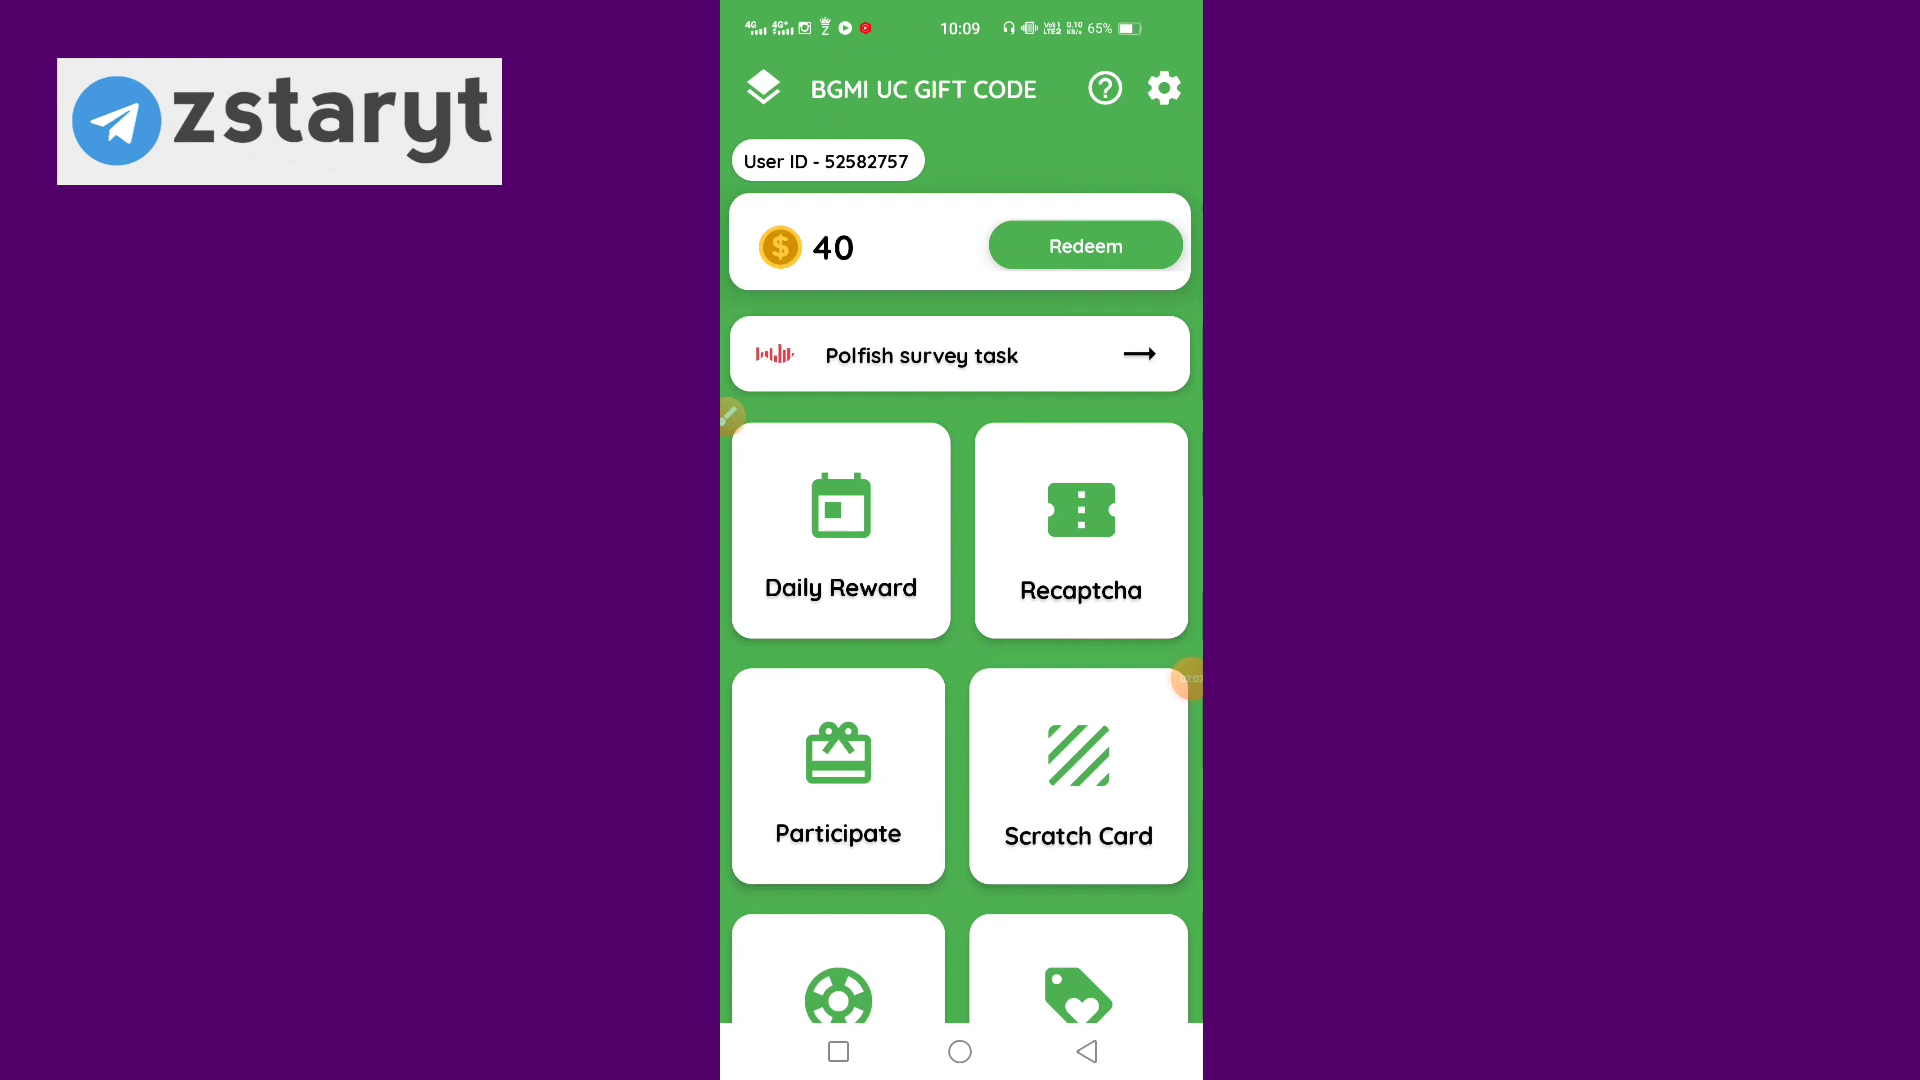 zstaryt
10:09
65%
BGMI UC GIFT CODE
User ID - 52582757
40
Redeem
Polfish survey task
Daily Reward
Recaptcha
Participate
Scratch Card